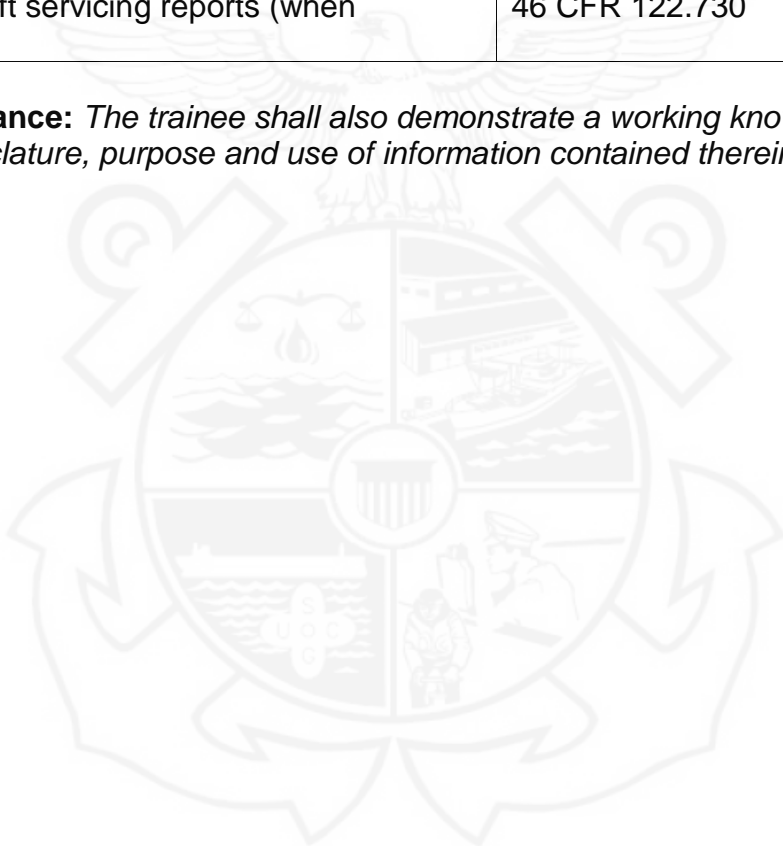 ft servicing reports (when 46 CFR 122.730
ance: The trainee shall also demonstrate a working kno
clature, purpose and use of information contained therein
S
U O C
G